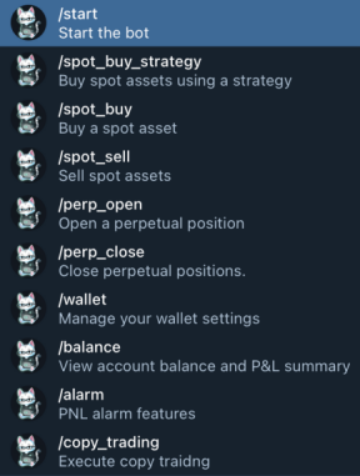 /start
Start the bot
/spot_buy_strategy
Buy spot assets using a strategy
/spot_buy
Buy a spot asset
/spot_sell
Sell spot assets
/perp_open
Open a perpetual position
/perp_close
Close perpetual positions.
/wallet
Manage your wallet settings
/balance
View account balance and P&L summary
/alarm
PNL alarm features
/copy_trading
Execute copy traidng